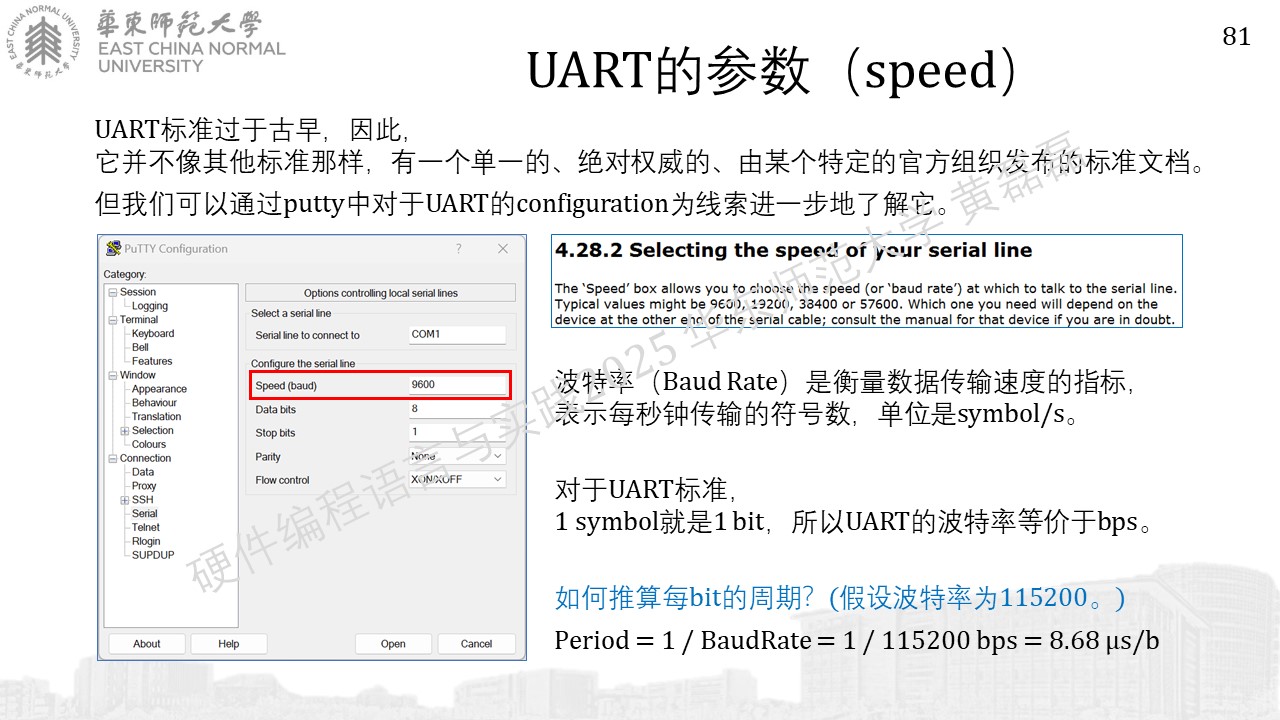 華東師範大學
EAST CHINA NORMAL
UNIVERSITY
EAST CHINA NORMAL UNIVERSITY
華東師範大學
81
UART的参数（speed）
UART标准过于古早，因此，
它并不像其他标准那样，有一个单一的、绝对权威的、由某个特定的官方组织发布的标准文档。
但我们可以通过putty中对于UART的configuration为线索进一步地了解它。
PuTTY Configuration
?
Category:
Session
Logging
Terminal
Keyboard
Bell
Features
Window
Appearance
Behaviour
Translation
Selection
Colours
Connection
Data
Proxy
SSH
Serial
Telnet
Rlogin
SUPDUP
Options controlling local serial lines
Select a serial line
Serial line to connect to COM1
Configure the serial line
Speed (baud) 9600
Data bits 8
Stop bits 1
Parity None
Flow control XON/XOFF
About Help Open Cancel
4.28.2 Selecting the speed of your serial line
The ‘Speed’ box allows you to choose the speed (or ‘baud rate’) at which to talk to the serial line.
Typical values might be 9600, 19200, 38400 or 57600. Which one you need will depend on the
device at the other end of the serial cable; consult the manual for that device if you are in doubt.
波特率（Baud Rate）是衡量数据传输速度的指标，
表示每秒钟传输的符号数，单位是symbol/s。
对于UART标准，
1 symbol就是1 bit，所以UART的波特率等价于bps。
如何推算每bit的周期？(假设波特率为115200。)
Period = 1 / BaudRate = 1 / 115200 bps = 8.68 μs/b
硬件编程语言与实践2025 华东师范大学 黄磊磊